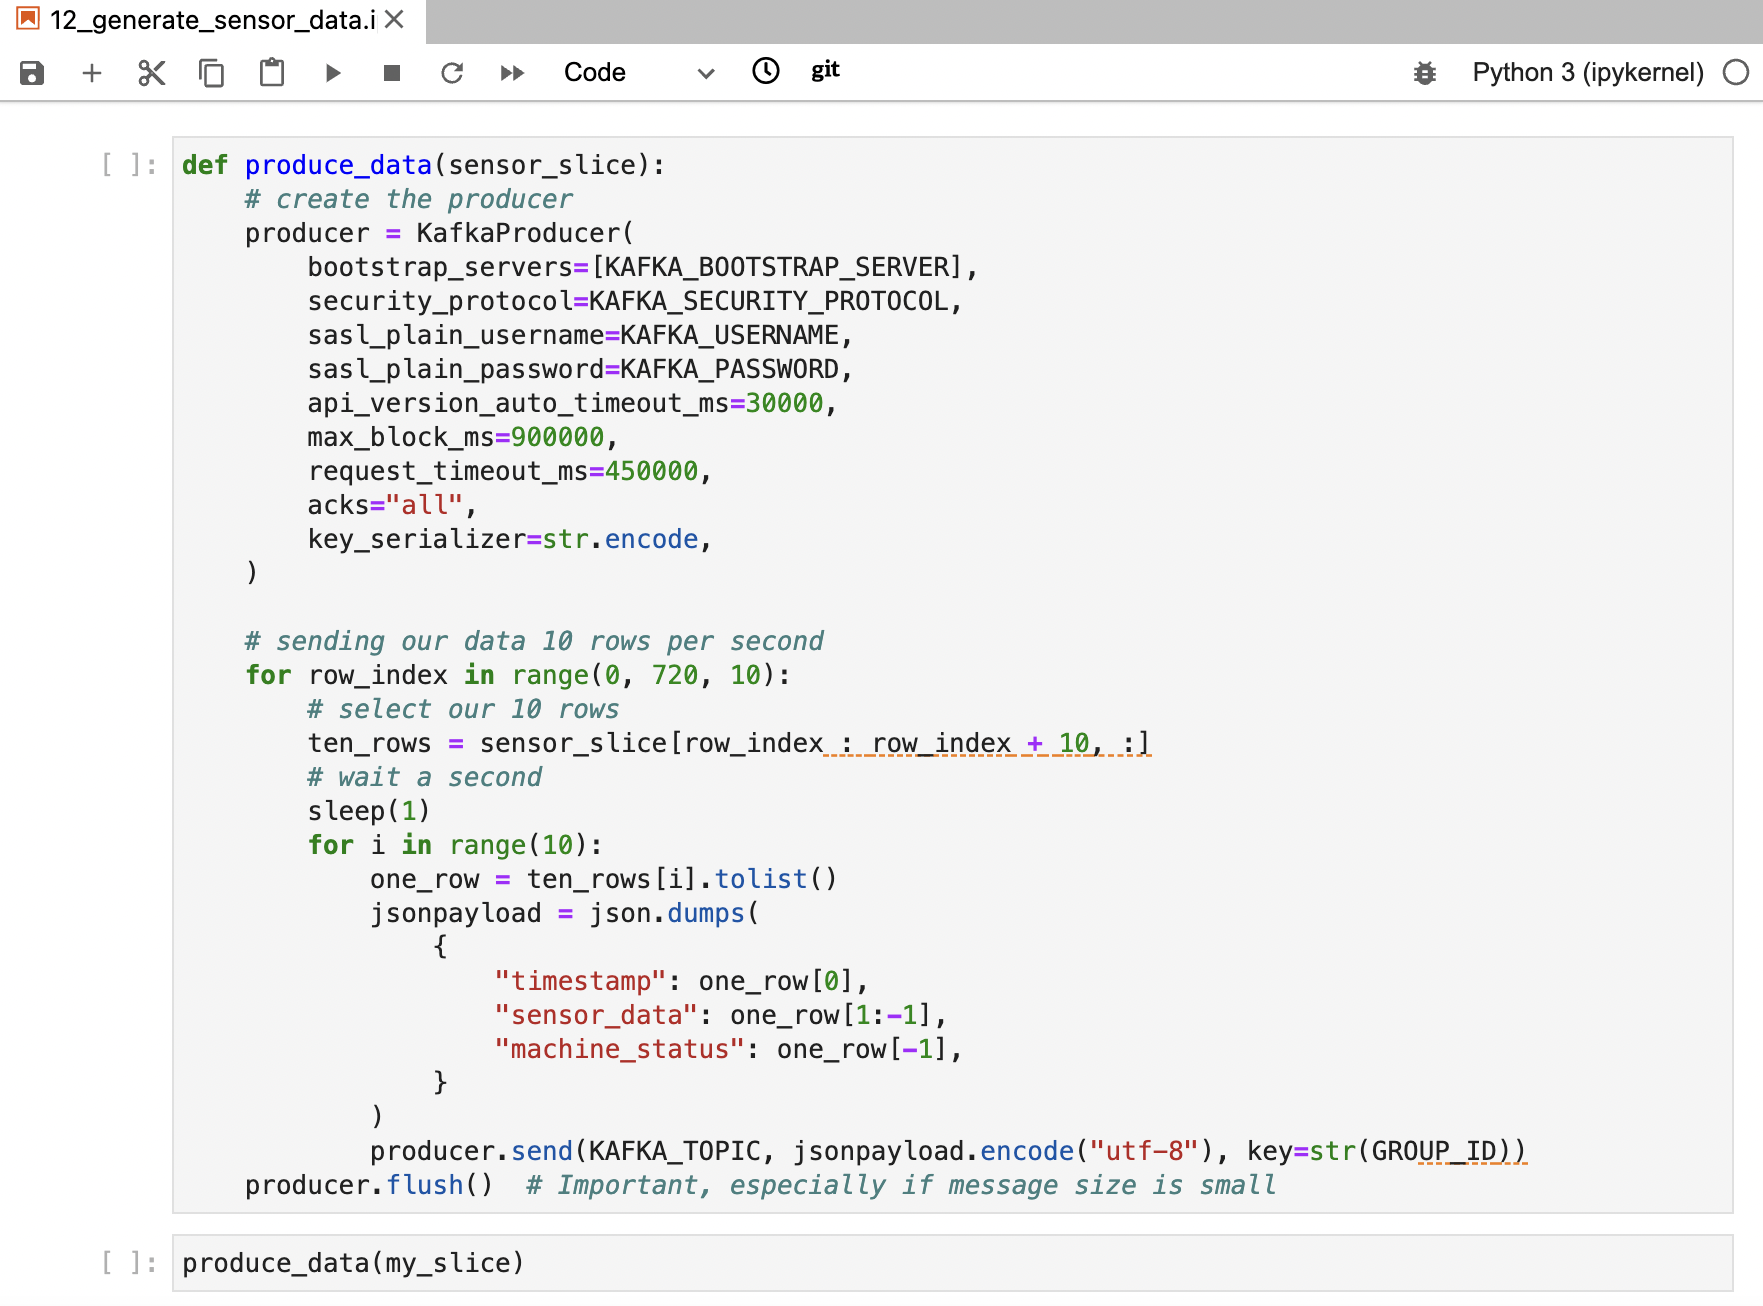 12_generate_sensor_data.i
Code git Python 3 (ipykernel)
[ ]: def produce_data(sensor_slice):
    # create the producer
    producer = KafkaProducer(
        bootstrap_servers=[KAFKA_BOOTSTRAP_SERVER],
        security_protocol=KAFKA_SECURITY_PROTOCOL,
        sasl_plain_username=KAFKA_USERNAME,
        sasl_plain_password=KAFKA_PASSWORD,
        api_version_auto_timeout_ms=30000,
        max_block_ms=900000,
        request_timeout_ms=450000,
        acks="all",
        key_serializer=str.encode,
    )
    # sending our data 10 rows per second
    for row_index in range(0, 720, 10):
        # select our 10 rows
        ten_rows = sensor_slice[row_index : row_index + 10, :]
        # wait a second
        sleep(1)
        for i in range(10):
            one_row = ten_rows[i].tolist()
            jsonpayload = json.dumps(
                {
                    "timestamp": one_row[0],
                    "sensor_data": one_row[1:-1],
                    "machine_status": one_row[-1],
                }
            )
            producer.send(KAFKA_TOPIC, jsonpayload.encode("utf-8"), key=str(GROUP_ID))
    producer.flush()  # Important, especially if message size is small
[ ]: produce_data(my_slice)